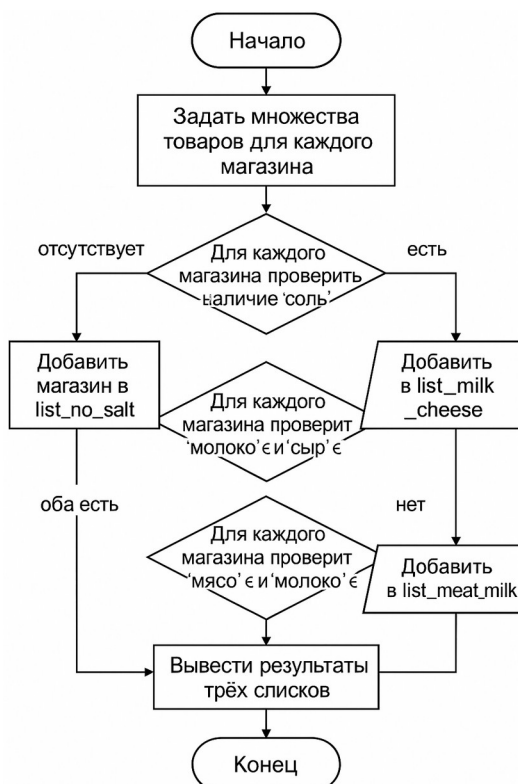 Начало
Задать множества
товаров для каждого
магазина
отсутствует
Для каждого
магазина проверить
наличие ‘соль’
есть
Добавить
магазин в
list_no_salt
Для каждого
магазина проверит
‘молоко’ є и ‘сыр’ є
Добавить
в list_milk
_cheese
оба есть
Для каждого
магазина проверит
‘мясо’ є и ‘молоко’ є
нет
Добавить
в list_meat_milk
Вывести результаты
трёх слисков
Конец